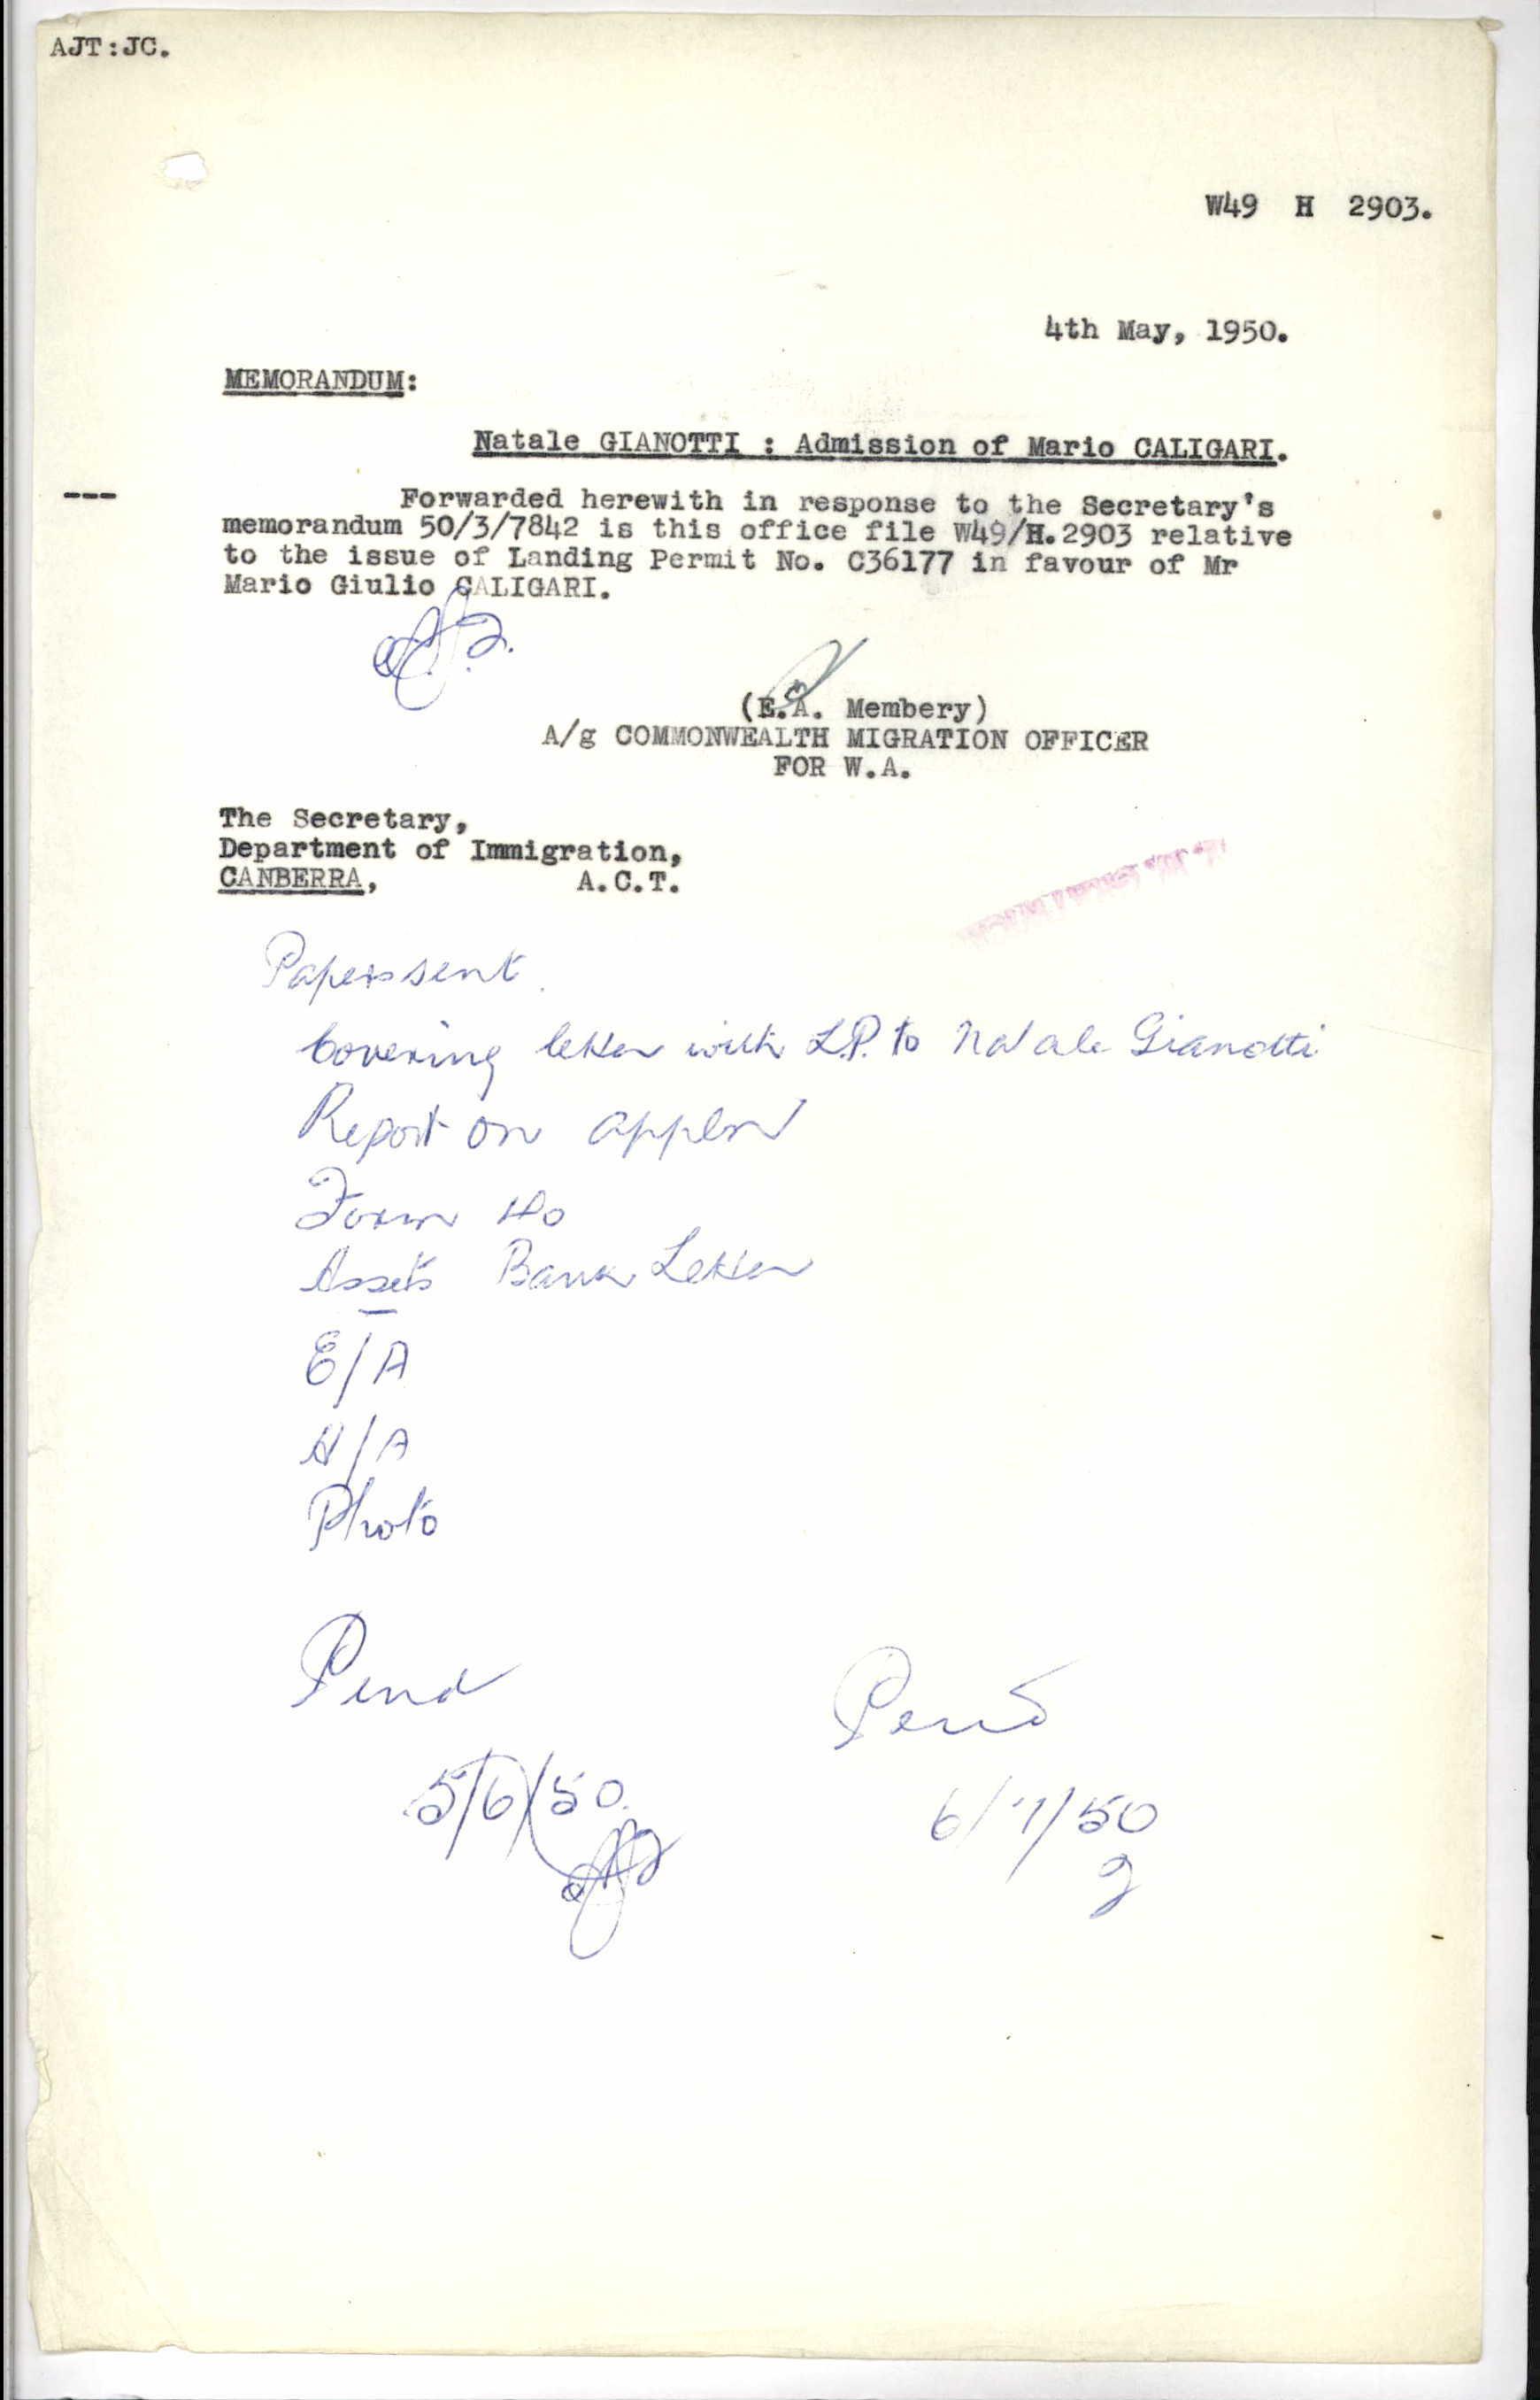 AJT:JC.
W49 H 2903.
4th May, 1950.
MEMORANDUM:
Natale GIANOTTI : Admission of Mario CALIGARI.
--- Forwarded herewith in response to the Secretary's
memorandum 50/3/7842 is this office file W49/H.2903 relative
to the issue of Landing Permit No. C36177 in favour of Mr
Mario Giulio CALIGARI.
(E.A. Membery)
A/g COMMONWEALTH MIGRATION OFFICER
FOR W.A.
The Secretary,
Department of Immigration,
CANBERRA, A.C.T.
Papers sent.
Covering letter with L.P. to Natale Gianotti
Report on appln
Form 40
Assets Bank Letter
E/A
H/A
Photo
Pend
Pend
5/6/50.
6/7/50